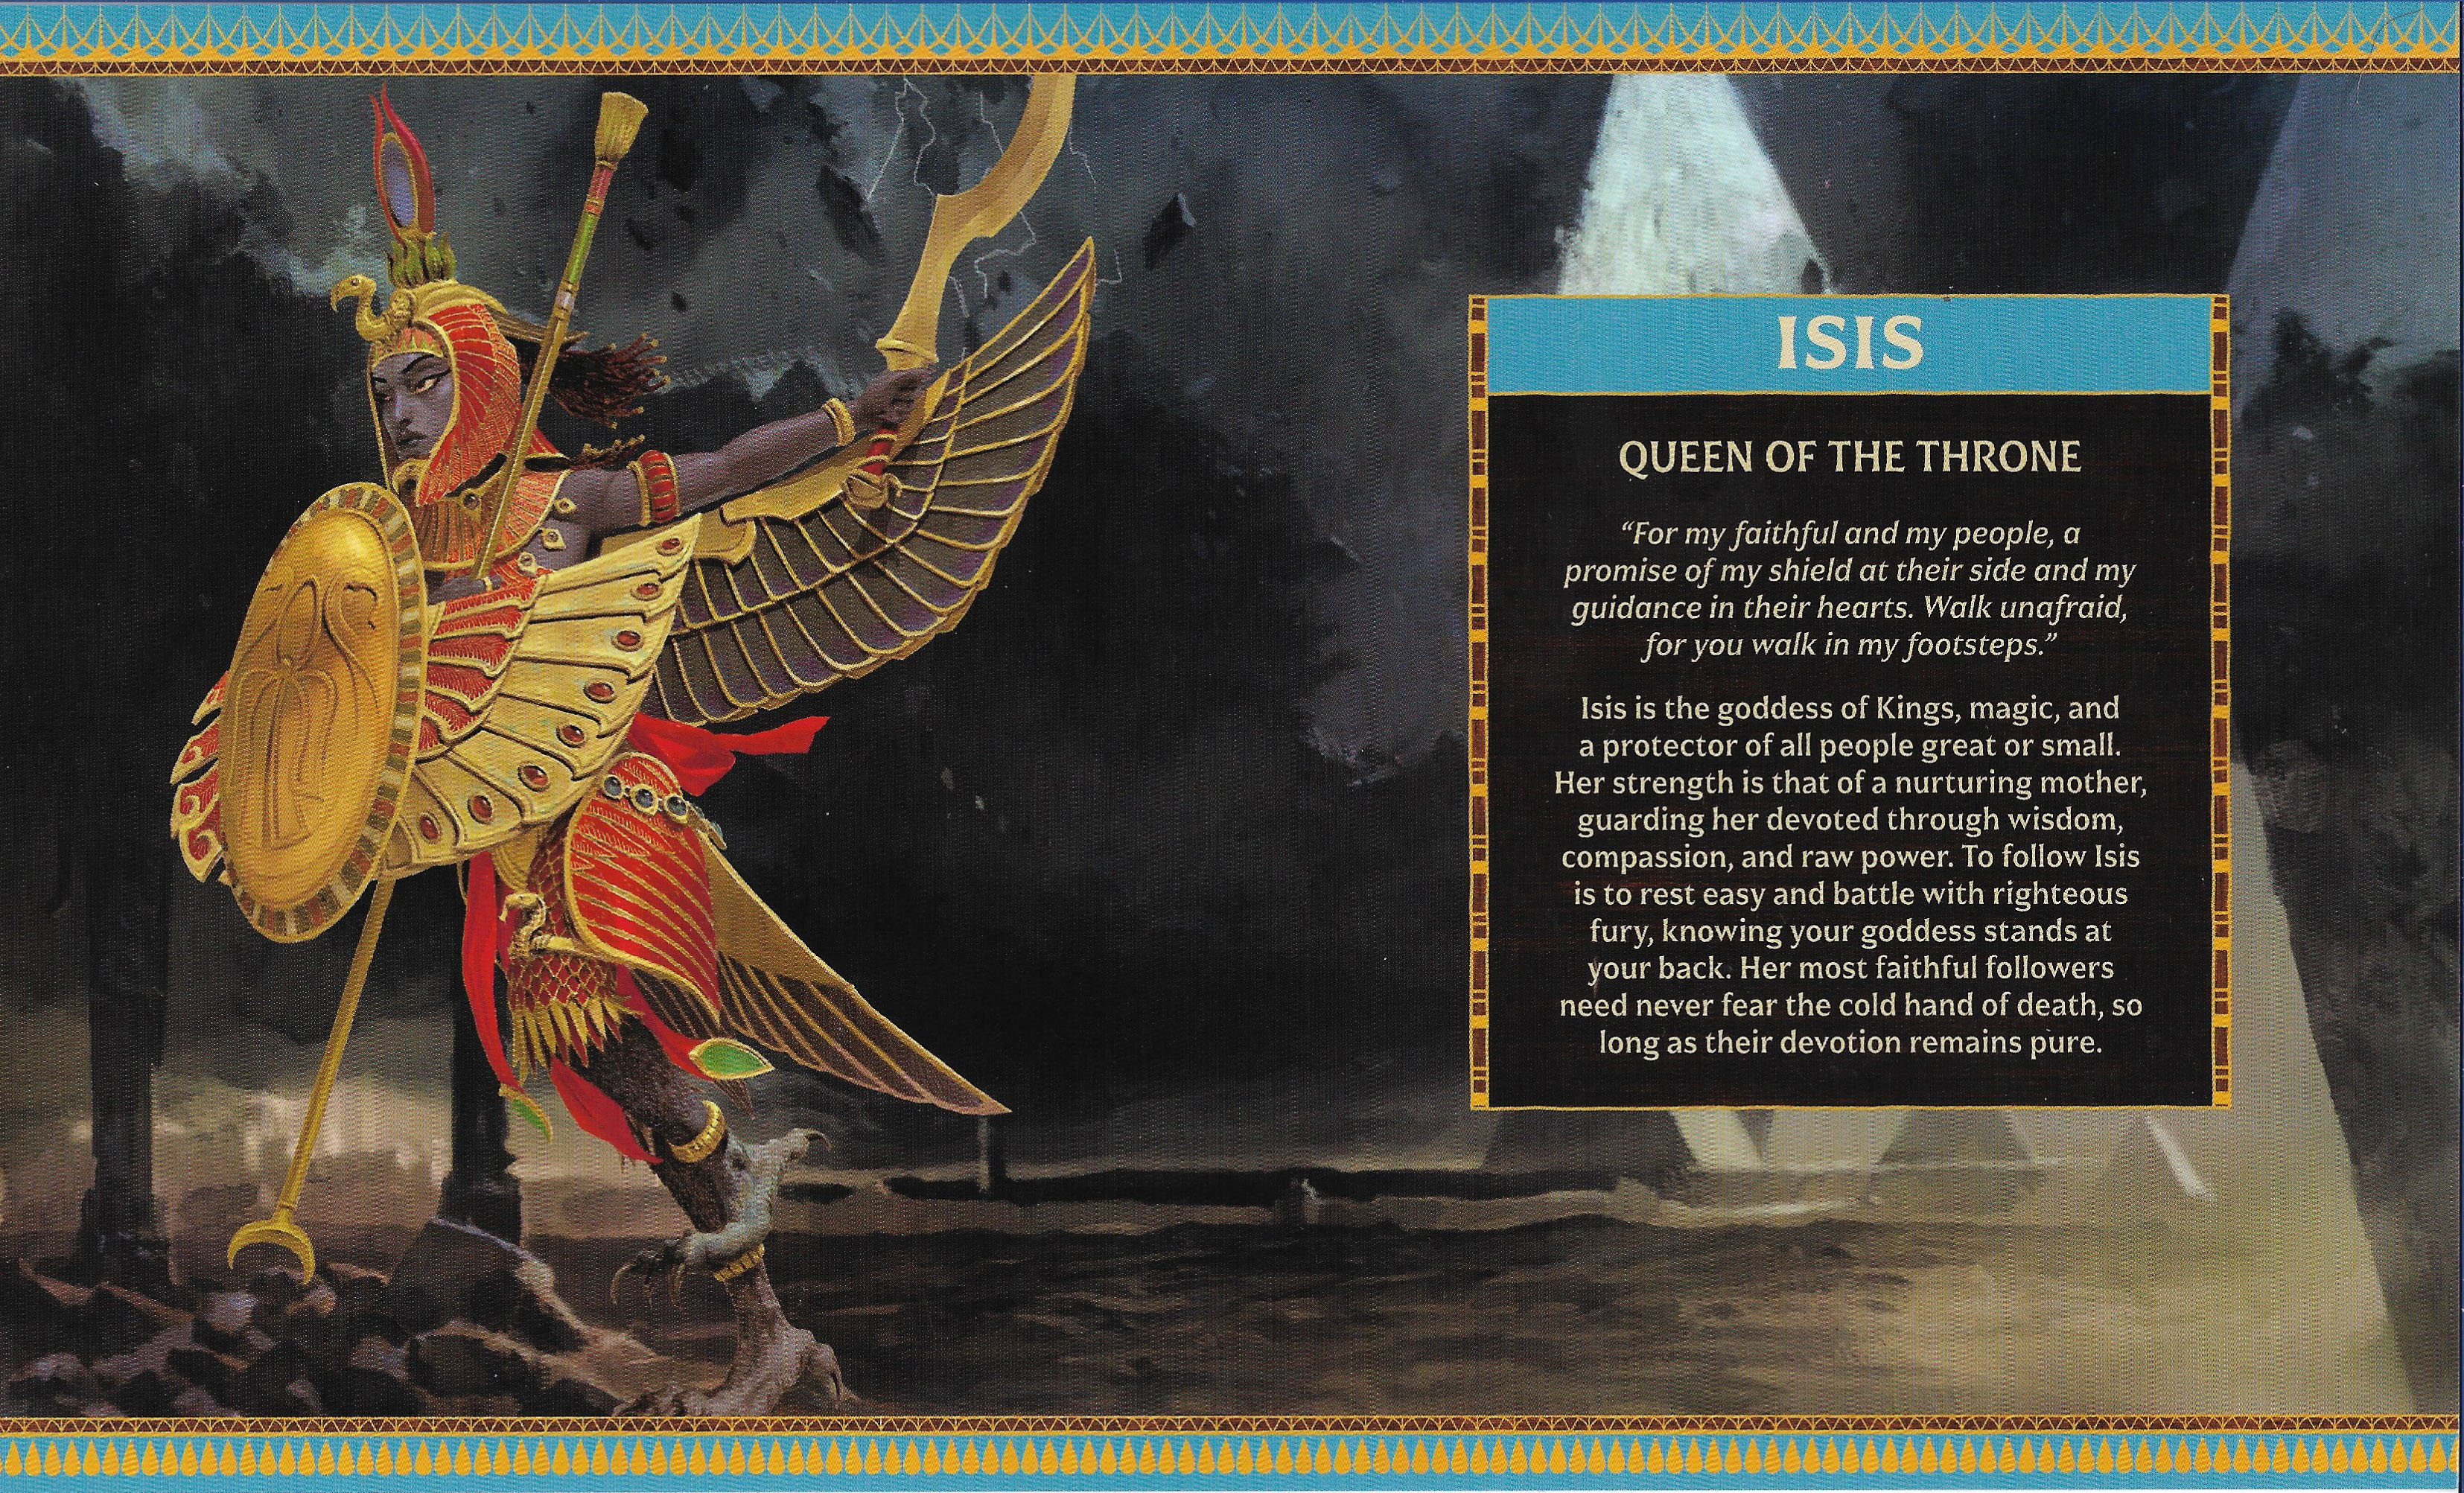 ISIS
QUEEN OF THE THRONE
“For my faithful and my people, a
promise of my shield at their side and my
guidance in their hearts. Walk unafraid,
for you walk in my footsteps.”
Isis is the goddess of Kings, magic, and
a protector of all people great or small.
Her strength is that of a nurturing mother,
guarding her devoted through wisdom,
compassion, and raw power. To follow Isis
is to rest easy and battle with righteous
fury, knowing your goddess stands at
your back. Her most faithful followers
need never fear the cold hand of death, so
long as their devotion remains pure.